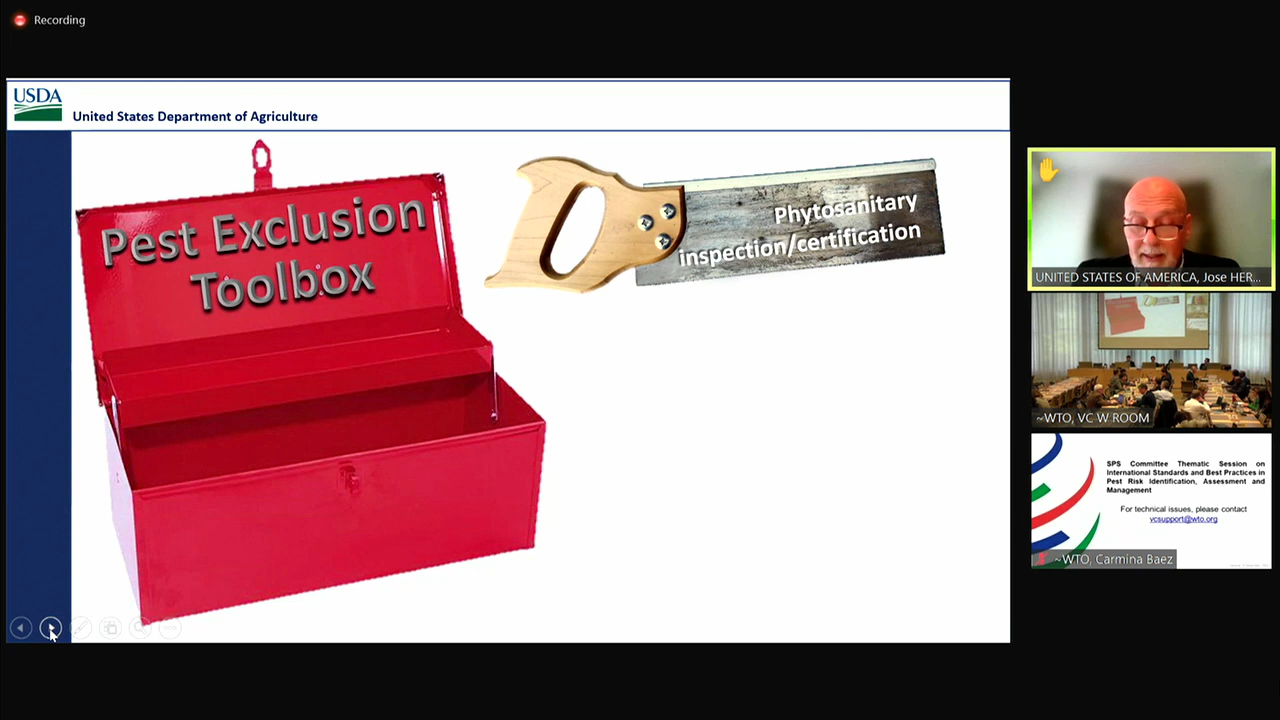 Recording
USDA
United States Department of Agriculture
Pest Exclusion
Toolbox
Phytosanitary
inspection/certification
UNITED STATES OF AMERICA, Jose HER...
~WTO, VC W ROOM
SPS Committee Thematic Session on
International Standards and Best Practices in
Pest Risk Identification, Assessment and
Management
For technical issues, please contact
vcsupport@wto.org
~WTO, Carmina Baez